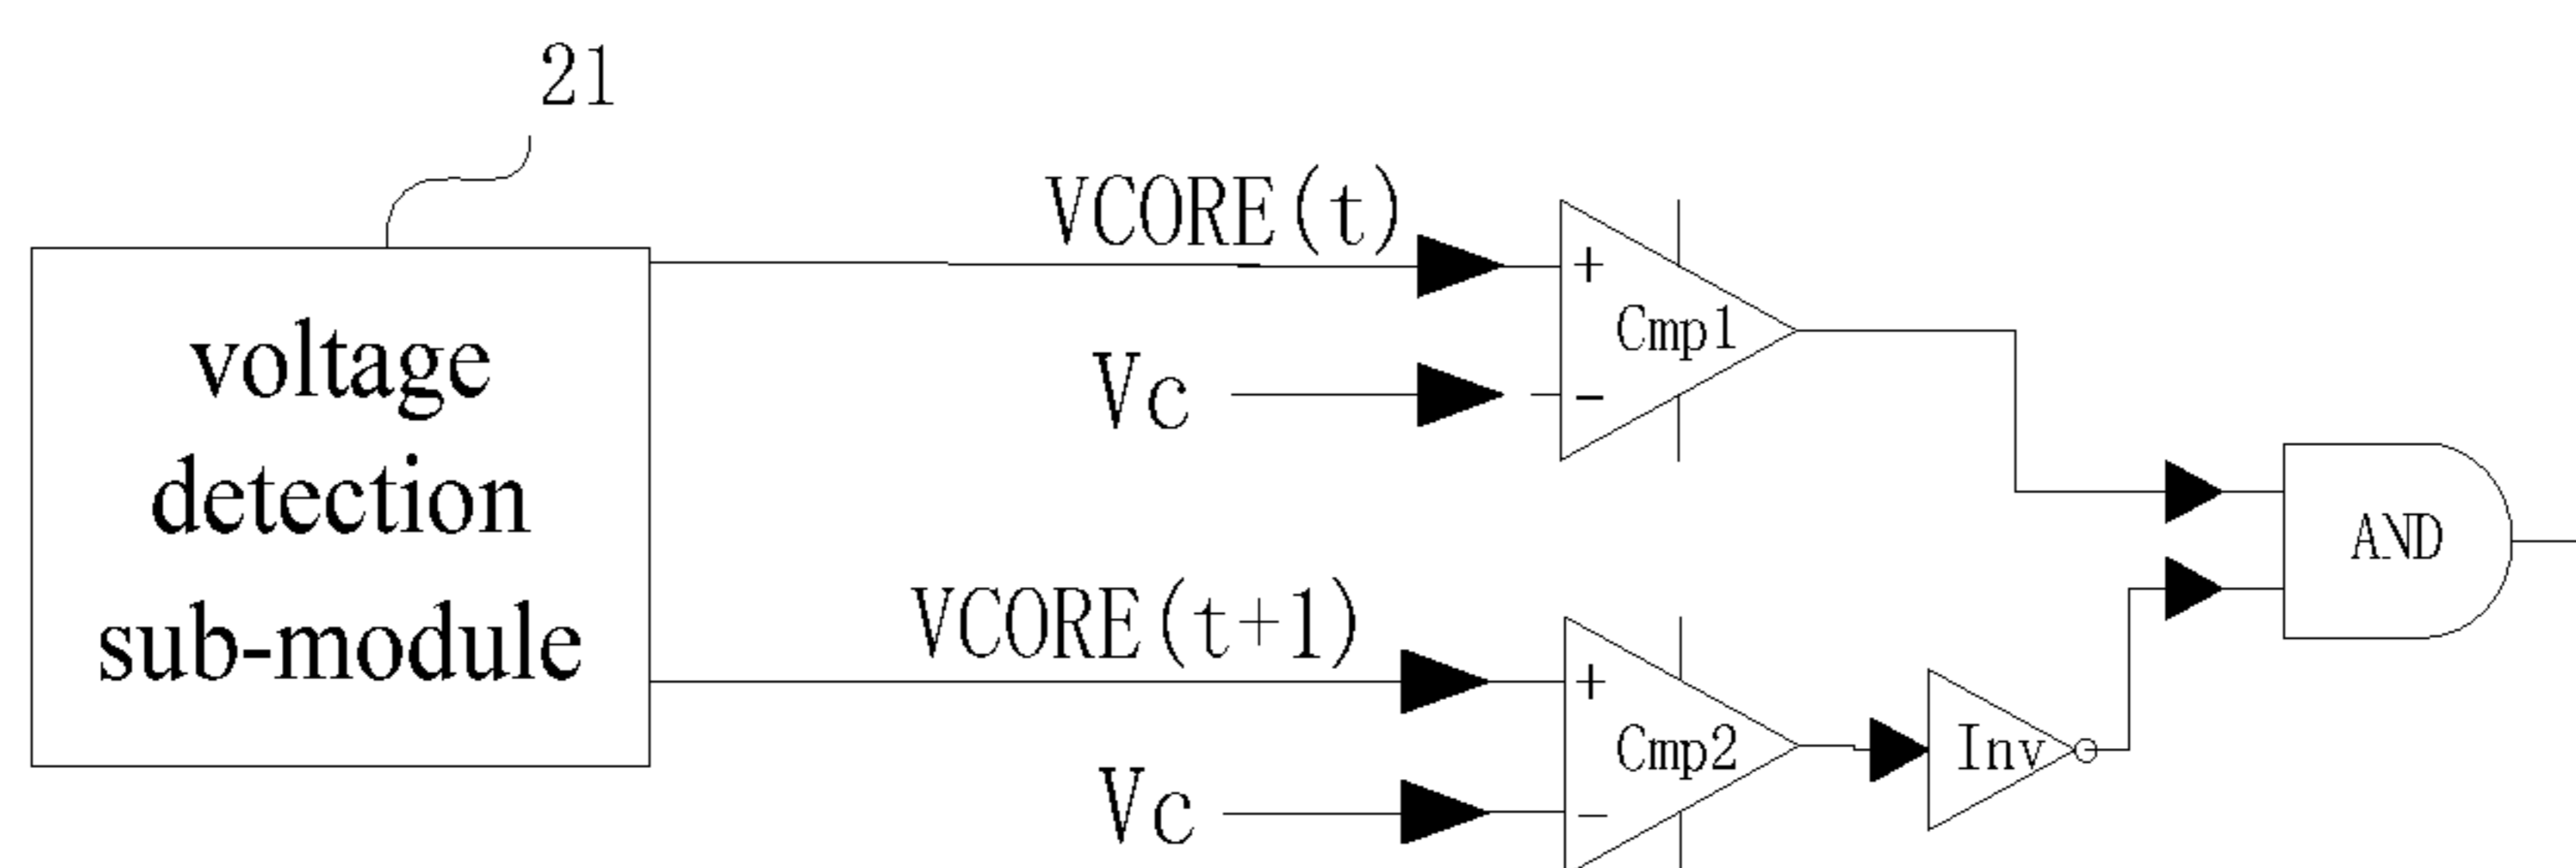 21
VCORE(t)
+
Cmp1
Vc
-
voltage
detection
sub-module
AND
VCORE(t+1)
+
Cmp2
Inv
Vc
-